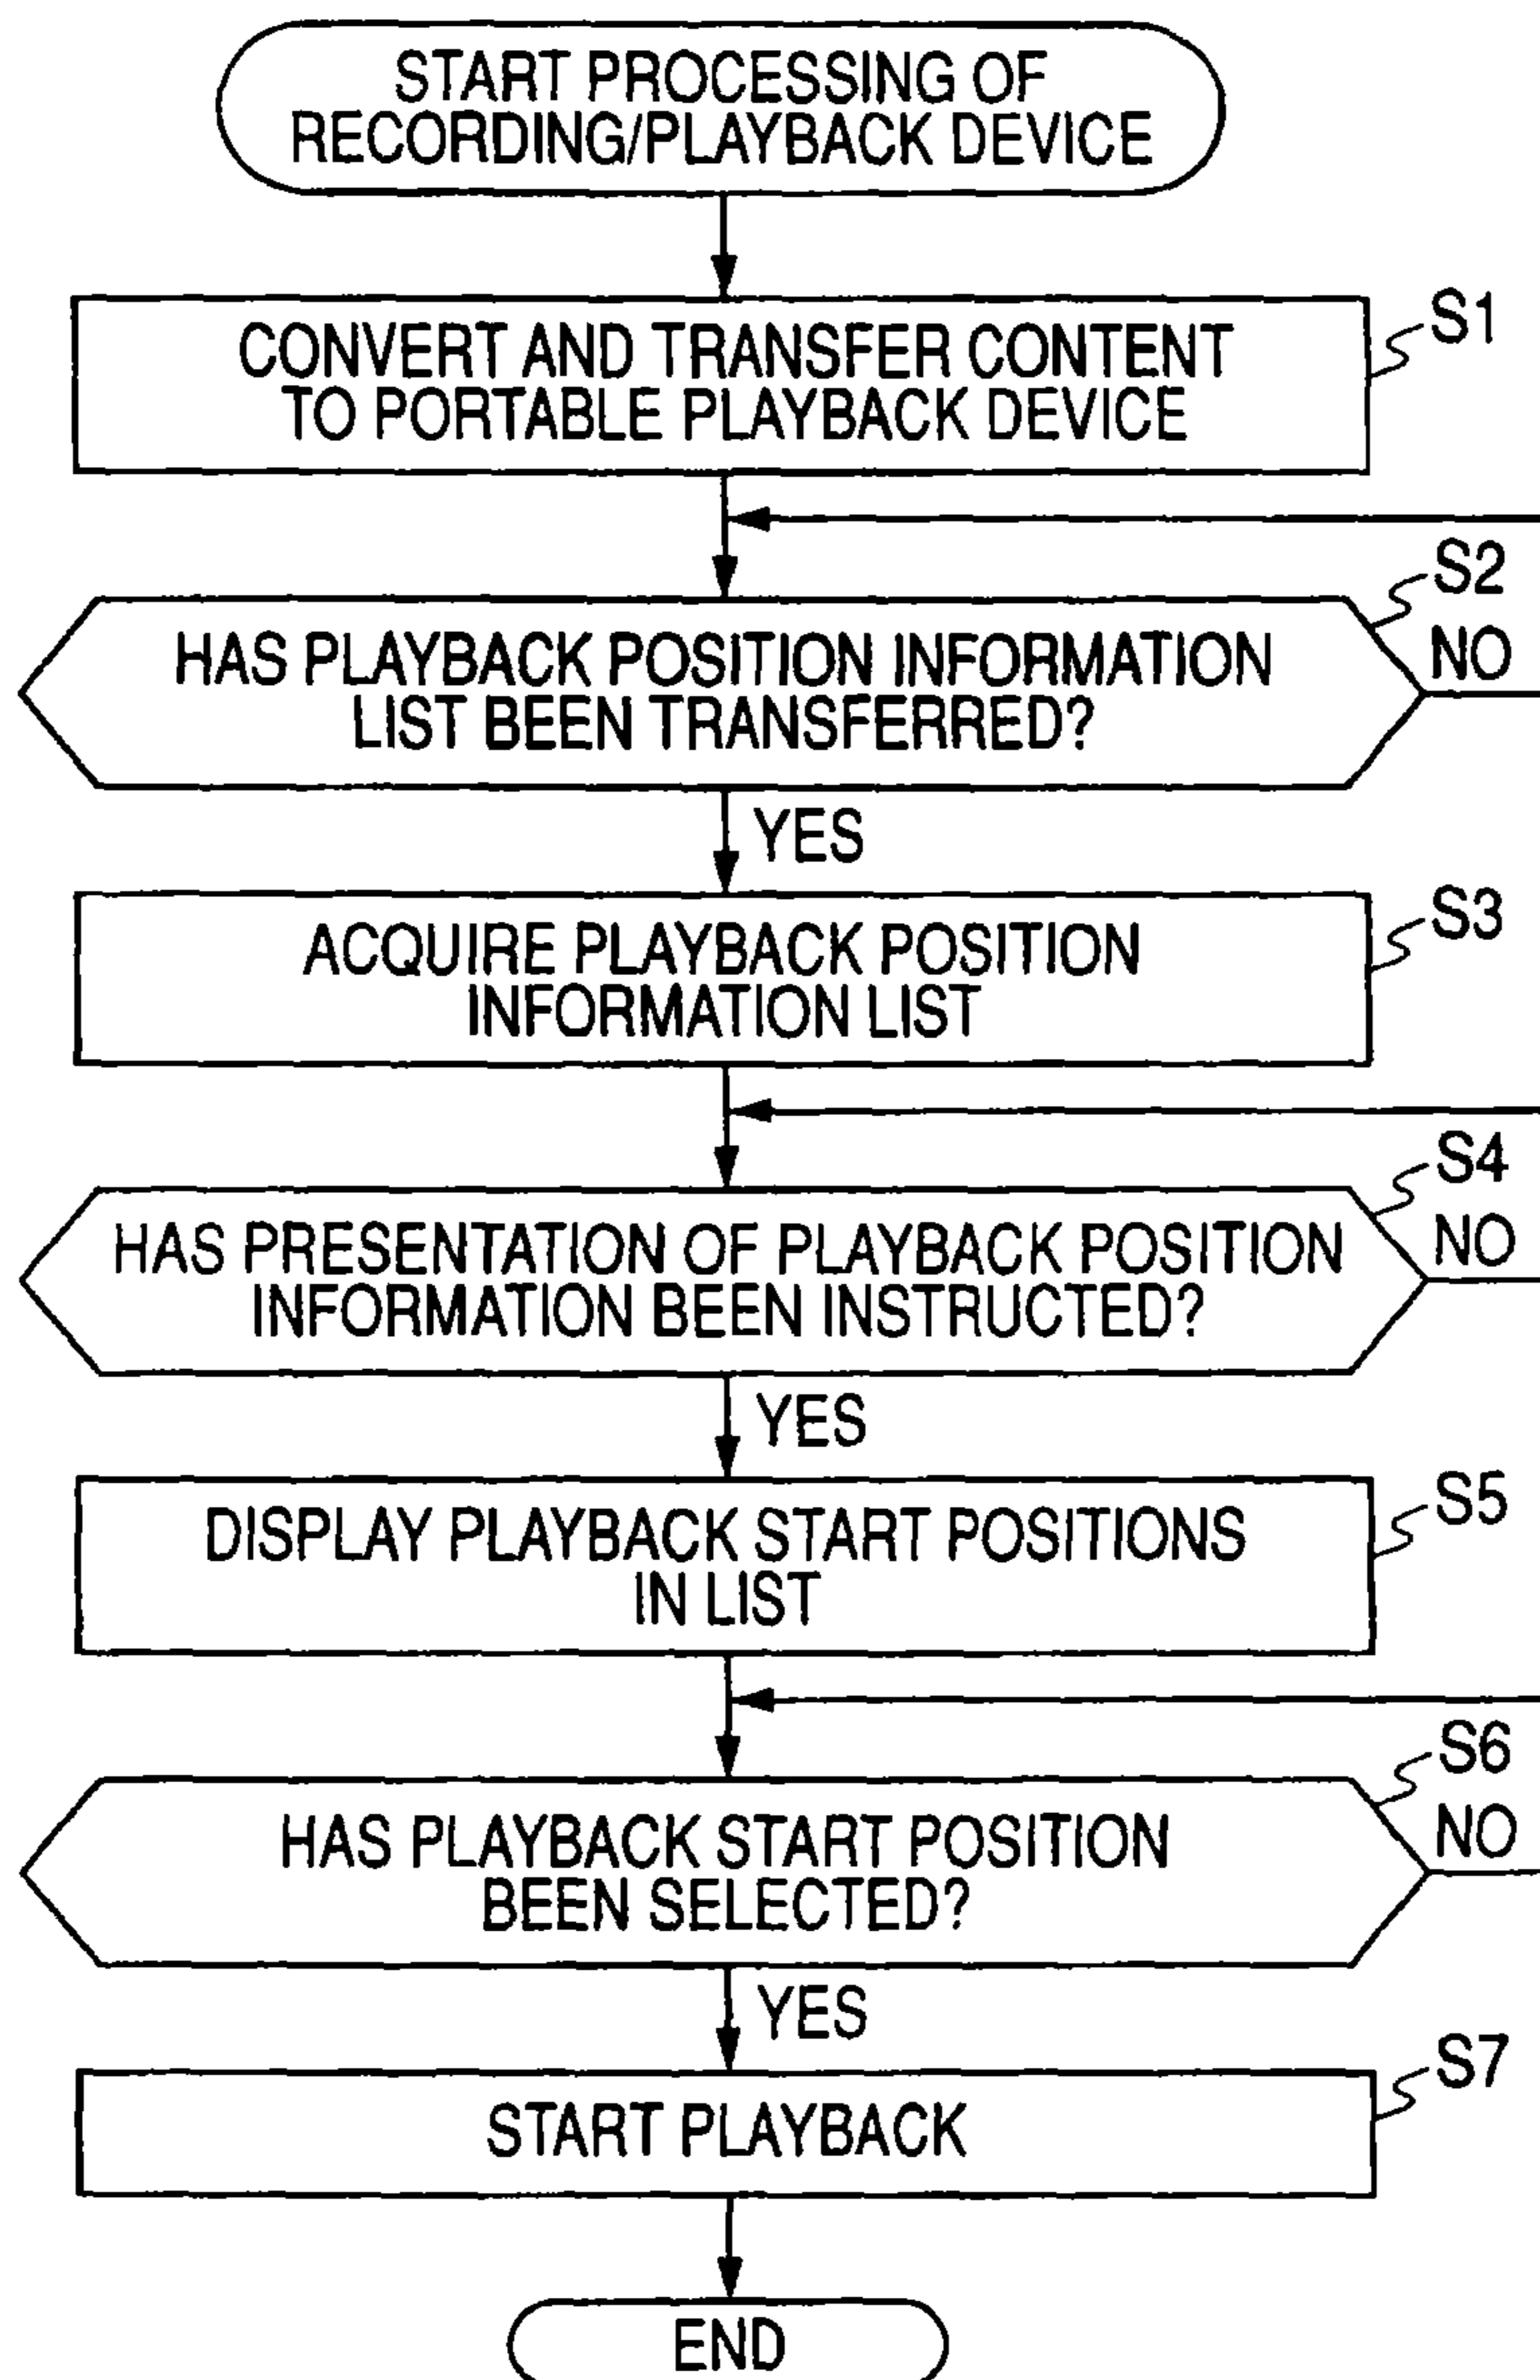 START PROCESSING OF
RECORDING/PLAYBACK DEVICE
CONVERT AND TRANSFER CONTENT
TO PORTABLE PLAYBACK DEVICE
S1
HAS PLAYBACK POSITION INFORMATION
LIST BEEN TRANSFERRED?
S2
NO
YES
ACQUIRE PLAYBACK POSITION
INFORMATION LIST
S3
HAS PRESENTATION OF PLAYBACK POSITION
INFORMATION BEEN INSTRUCTED?
S4
NO
YES
DISPLAY PLAYBACK START POSITIONS
IN LIST
S5
HAS PLAYBACK START POSITION
BEEN SELECTED?
S6
NO
YES
START PLAYBACK
S7
END